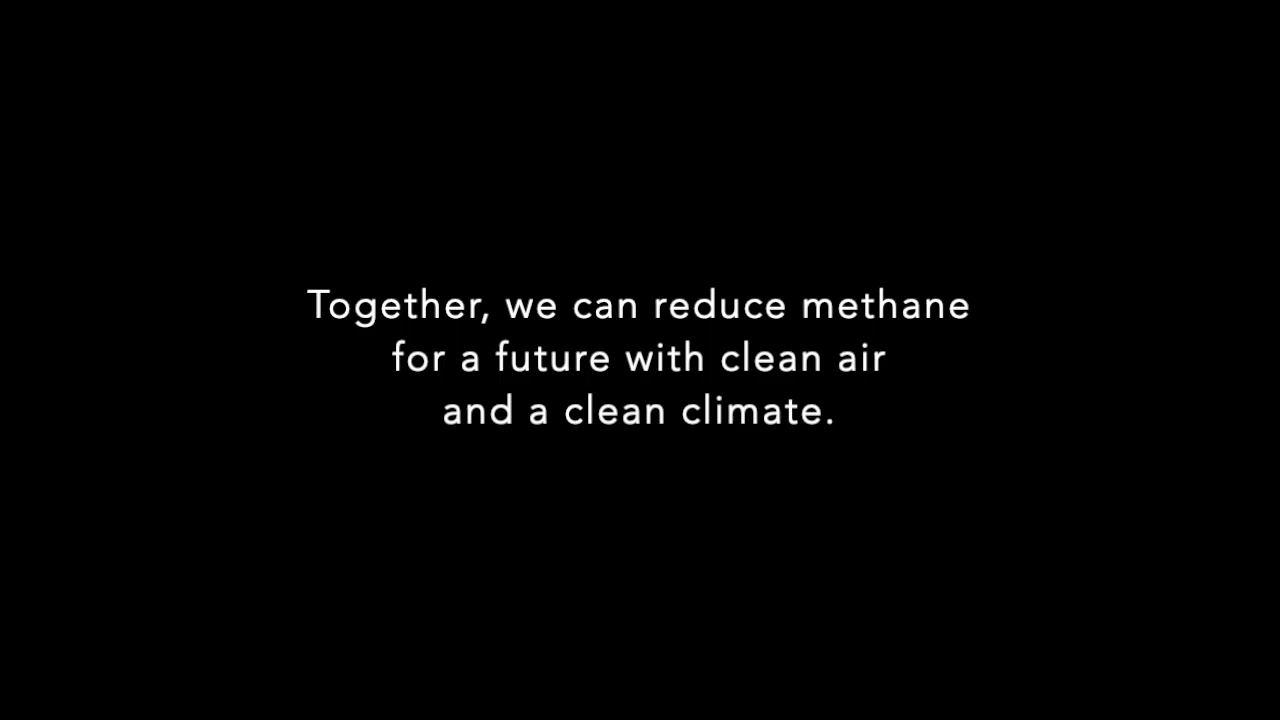 Together, we can reduce methane
for a future with clean air
and a clean climate.